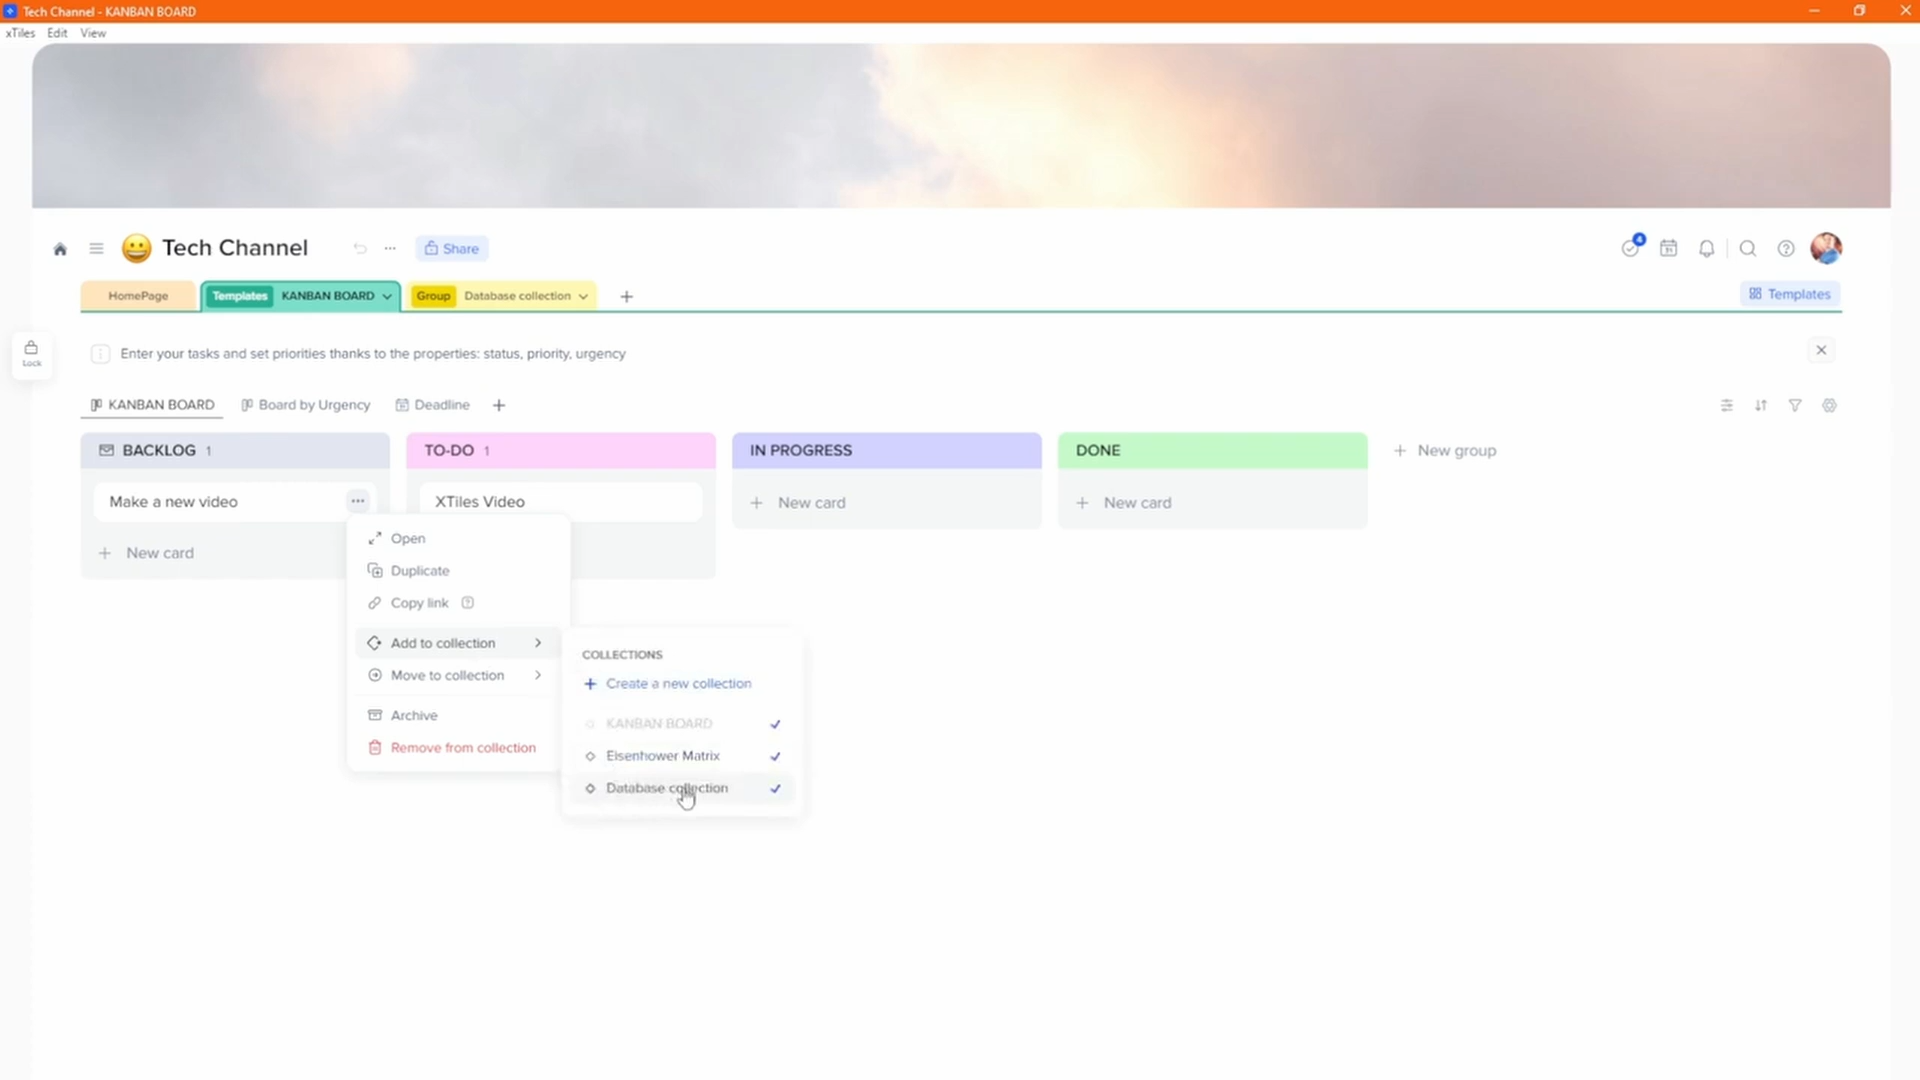 Tech Channel - KANBAN BOARD
xTiles Edit View
Tech Channel
Share
4
HomePage
Templates KANBAN BOARD
Group Database collection
Templates
Lock
Enter your tasks and set priorities thanks to the properties: status, priority, urgency
KANBAN BOARD
Board by Urgency
Deadline
BACKLOG 1
TO-DO 1
IN PROGRESS
DONE
+ New group
Make a new video
XTiles Video
+ New card
+ New card
+ New card
Open
Duplicate
Copy link
Add to collection
Move to collection
Archive
Remove from collection
COLLECTIONS
+ Create a new collection
KANBAN BOARD
Eisenhower Matrix
Database collection